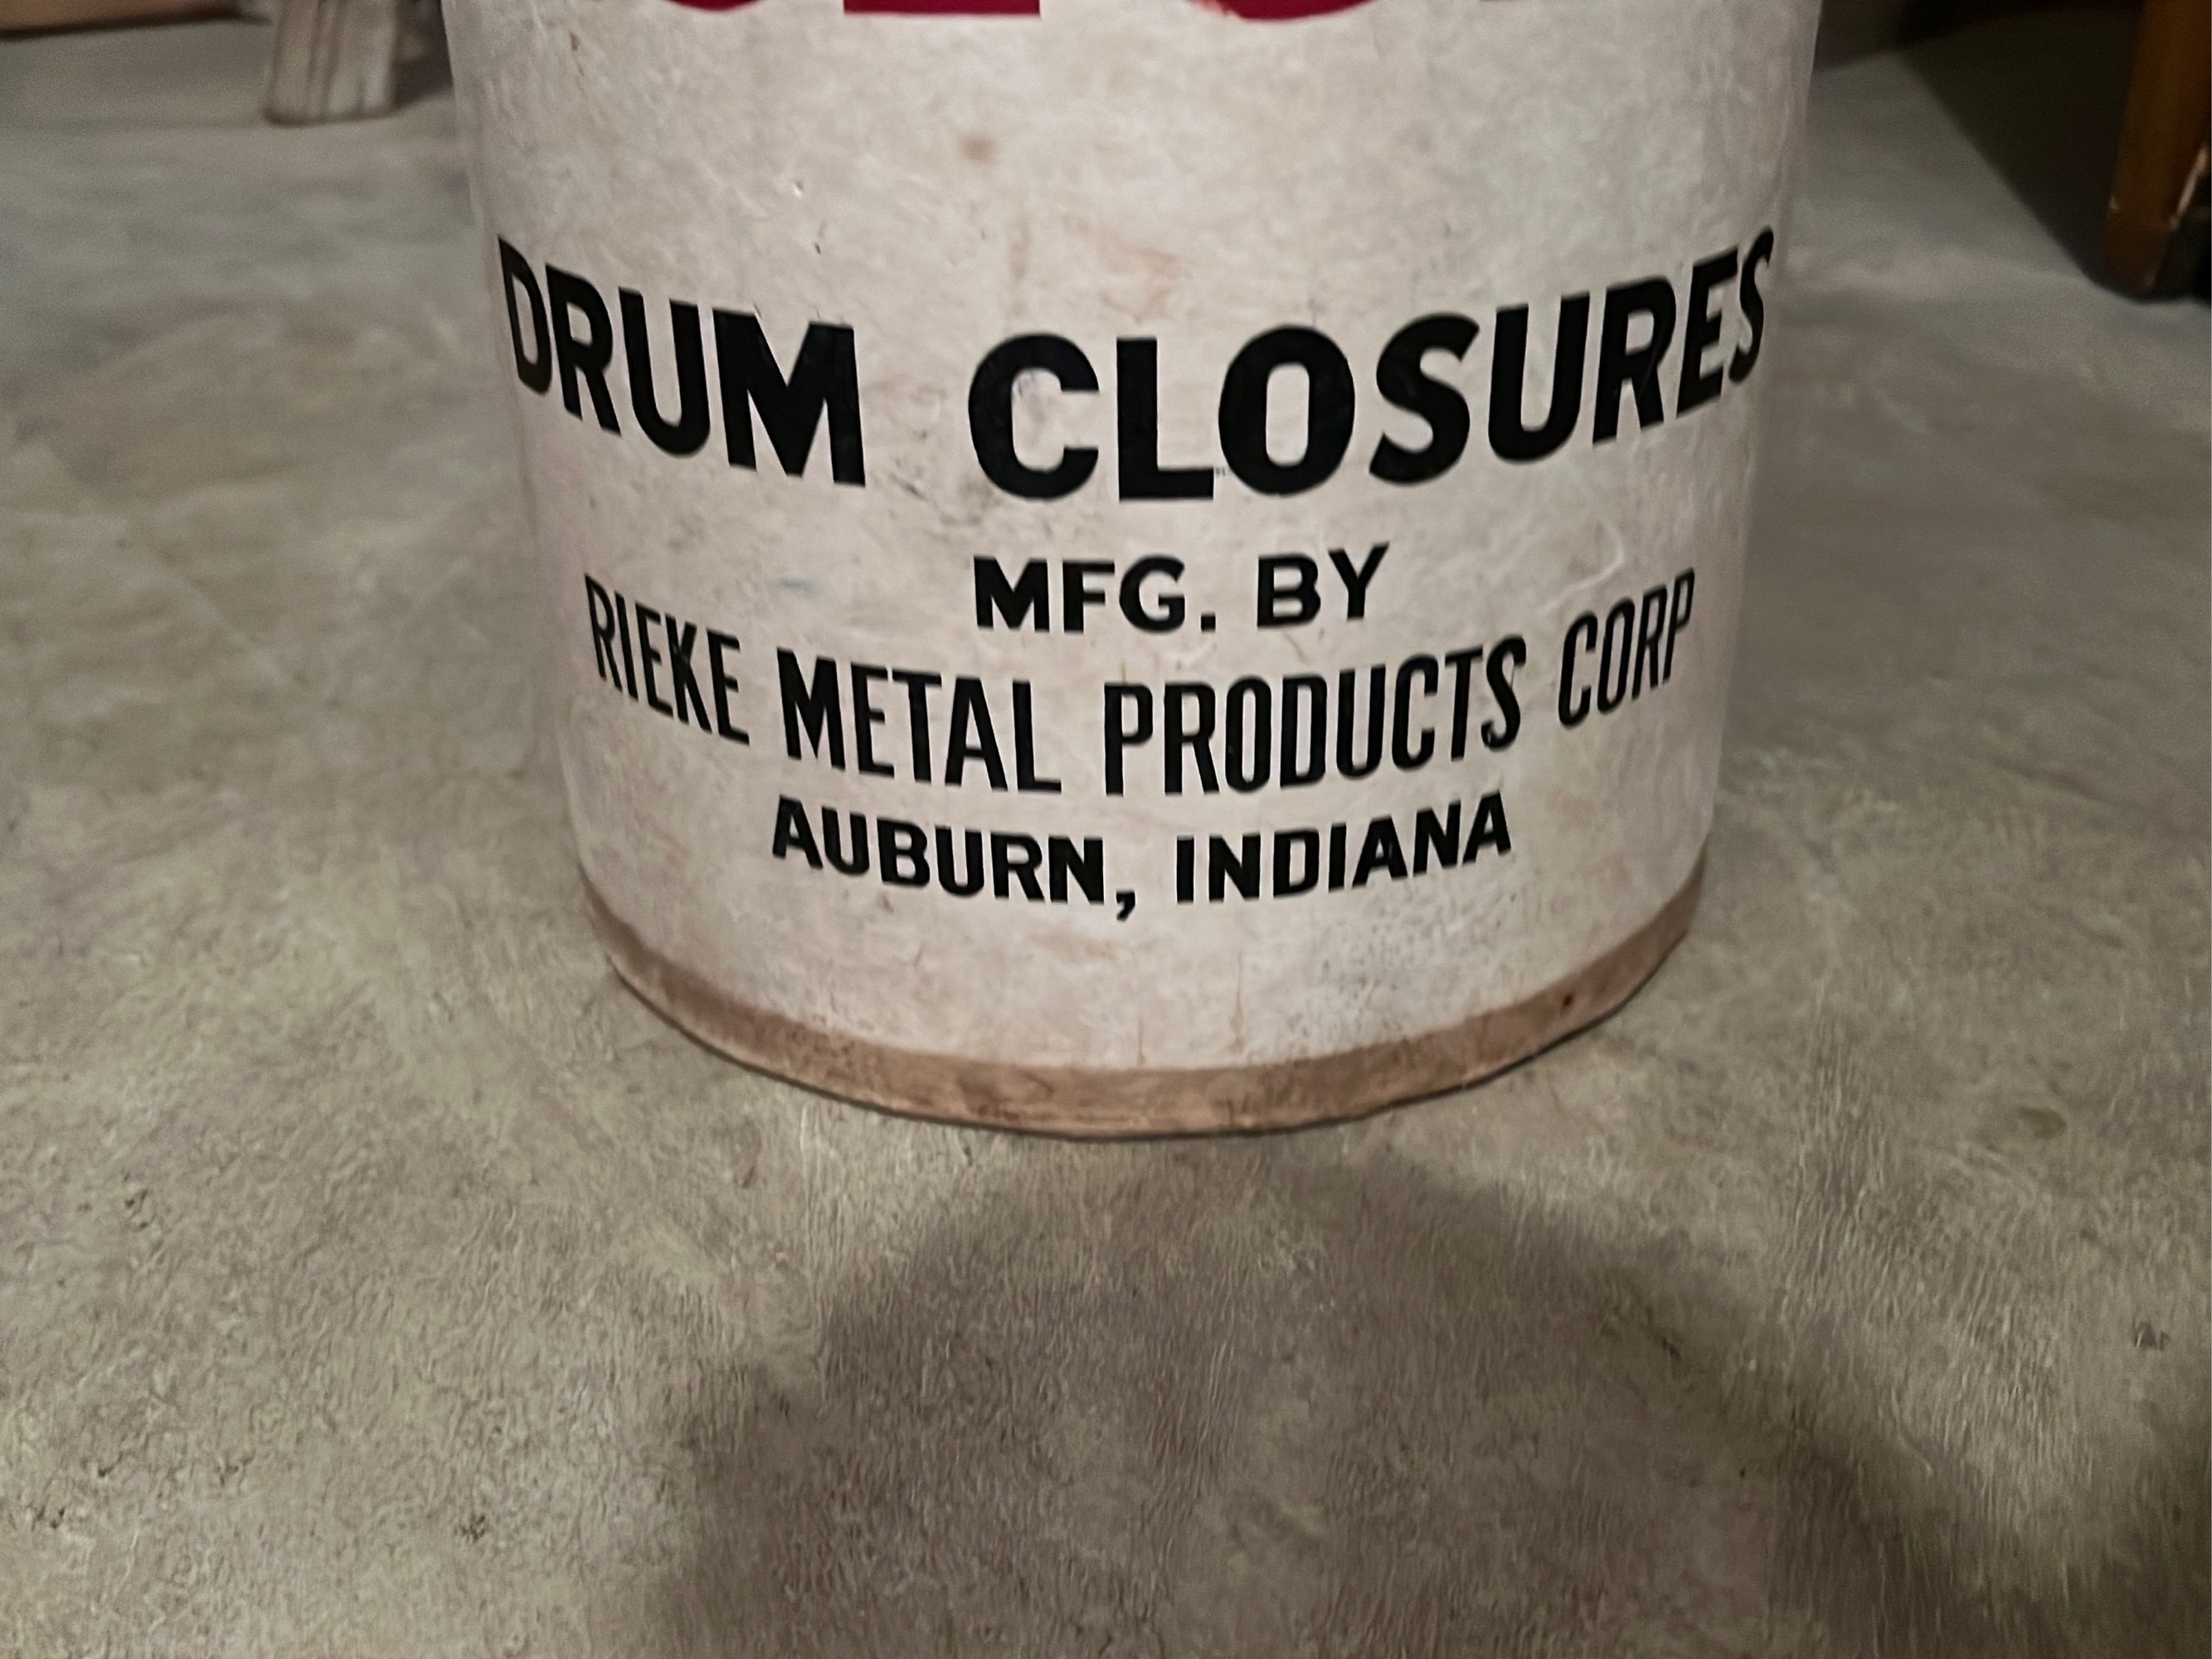 DRUM CLOSURES
MFG. BY
RIEKE METAL PRODUCTS CORP
AUBURN, INDIANA